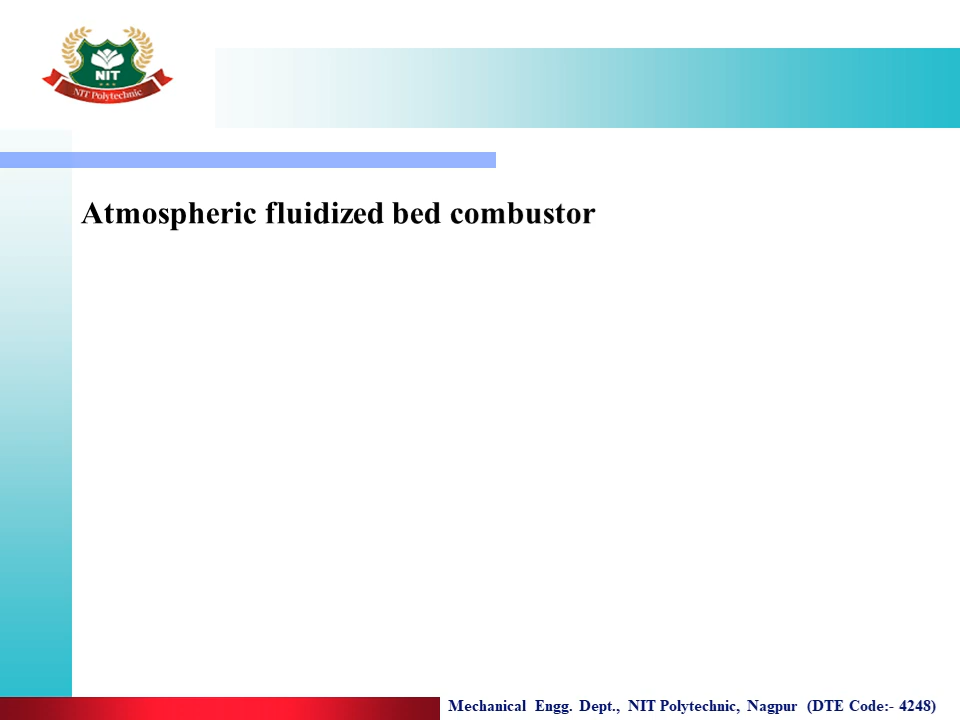 NIT
NIT Polytechnic
Atmospheric fluidized bed combustor
Mechanical Engg. Dept., NIT Polytechnic, Nagpur (DTE Code:- 4248)